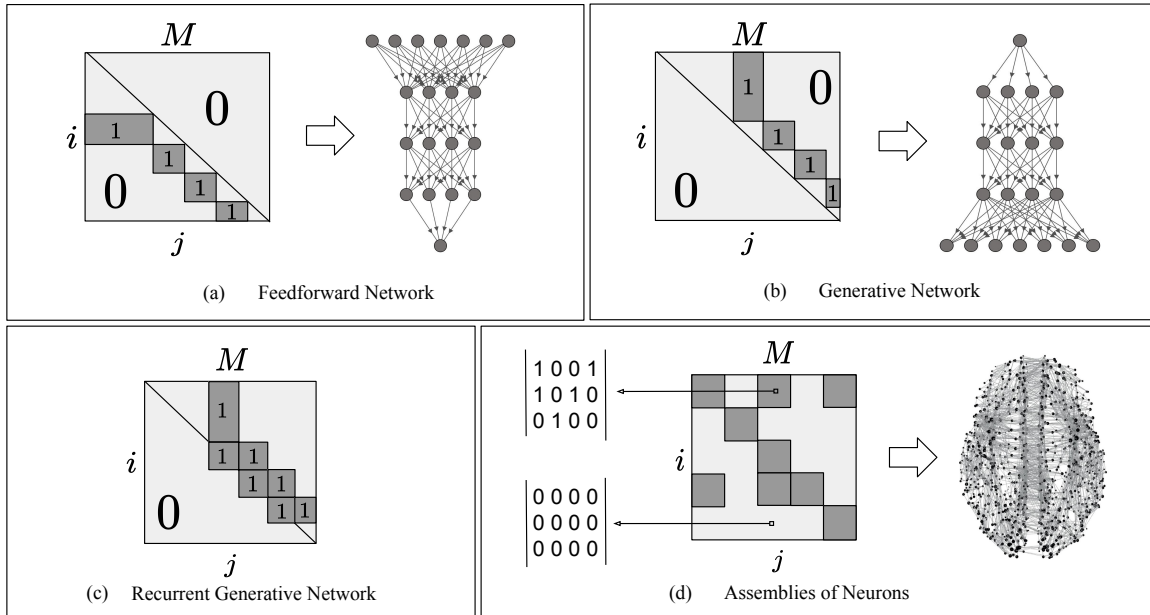 M
0
i
1
1
1
1
0
j
(a) Feedforward Network
M
1
0
i
1
1
1
0
j
(b) Generative Network
M
1
i
1 1
1 1
1 1
0
j
(c) Recurrent Generative Network
M
1 0 0 1
1 0 1 0
0 1 0 0
i
0 0 0 0
0 0 0 0
0 0 0 0
j
(d) Assemblies of Neurons